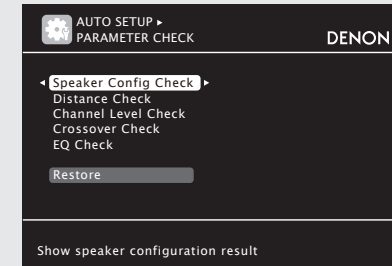 AUTO SETUP ▸
PARAMETER CHECK
DENON
◂ Speaker Config Check ▸
Distance Check
Channel Level Check
Crossover Check
EQ Check
Restore
Show speaker configuration result